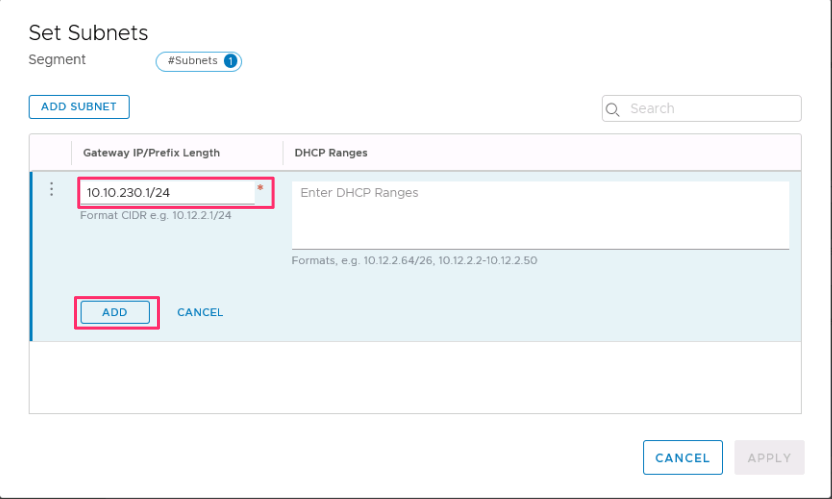 Set Subnets
Segment #Subnets 1
ADD SUBNET Search
Gateway IP/Prefix Length DHCP Ranges
10.10.230.1/24 * Enter DHCP Ranges
Format CIDR e.g. 10.12.2.1/24
Formats, e.g. 10.12.2.64/26, 10.12.2.2-10.12.2.50
ADD CANCEL
CANCEL APPLY